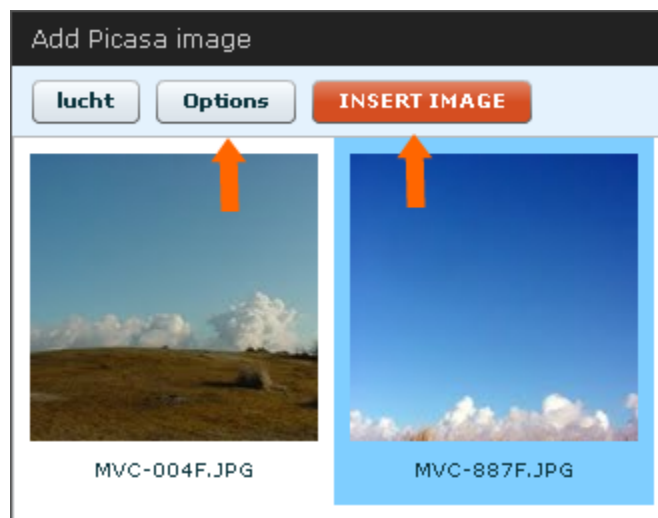 Add Picasa image
lucht Options INSERT IMAGE
MVC-004F.JPG MVC-887F.JPG